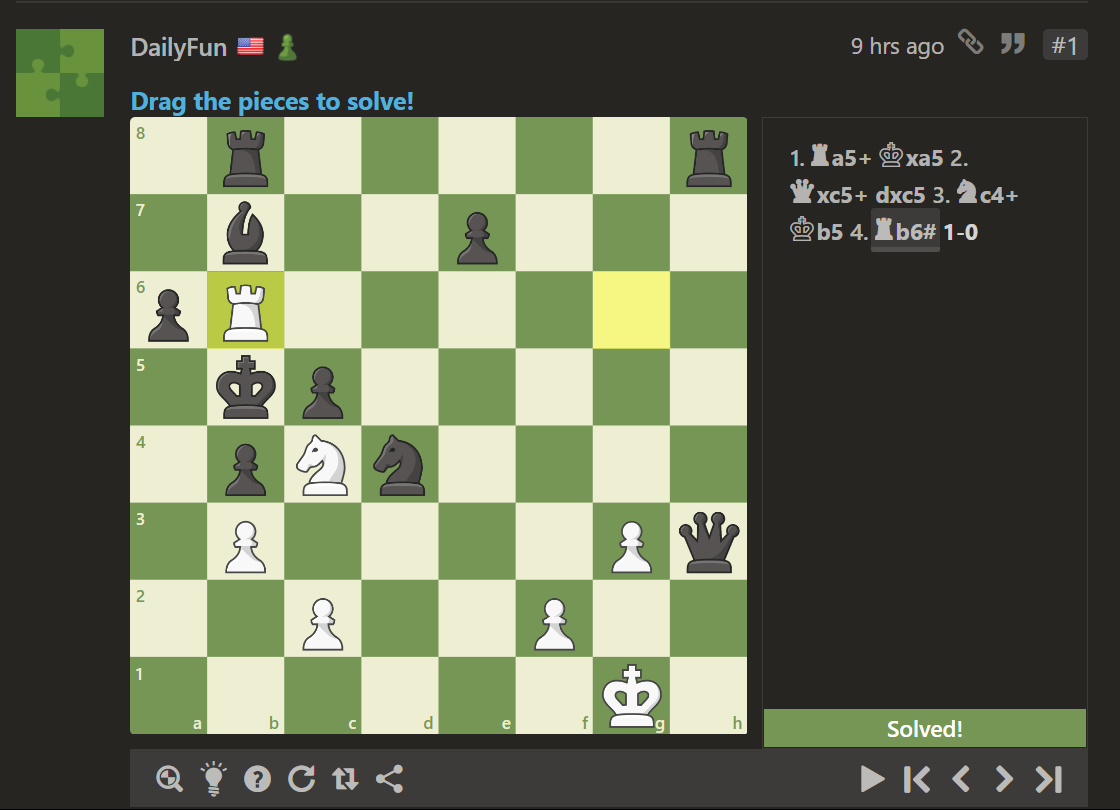 DailyFun
9 hrs ago #1
Drag the pieces to solve!
8
7
6
5
4
3
2
1
a b c d e f g h
1. ♜a5+ ♔xa5 2.
♛xc5+ dxc5 3. ♞c4+
♔b5 4. ♜b6# 1-0
Solved!